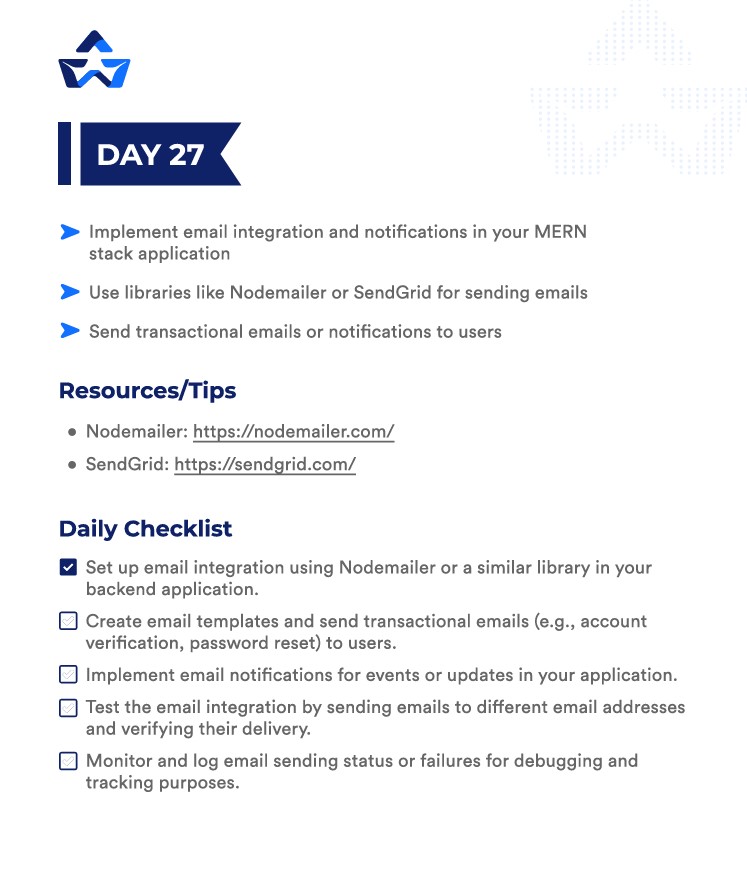 DAY 27
Implement email integration and notifications in your MERN
stack application
Use libraries like Nodemailer or SendGrid for sending emails
Send transactional emails or notifications to users
Resources/Tips
Nodemailer: https://nodemailer.com/
SendGrid: https://sendgrid.com/
Daily Checklist
Set up email integration using Nodemailer or a similar library in your
backend application.
Create email templates and send transactional emails (e.g., account
verification, password reset) to users.
Implement email notifications for events or updates in your application.
Test the email integration by sending emails to different email addresses
and verifying their delivery.
Monitor and log email sending status or failures for debugging and
tracking purposes.